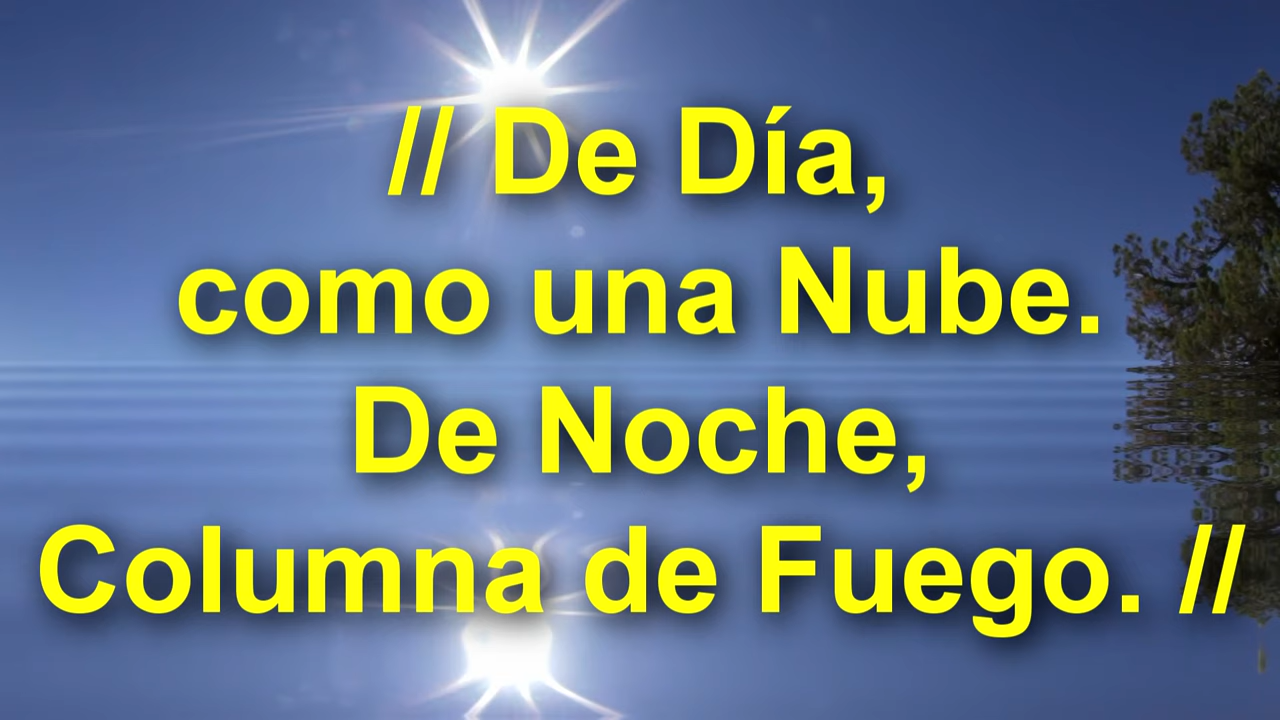 // De Día,
como una Nube.
De Noche,
Columna de Fuego. //